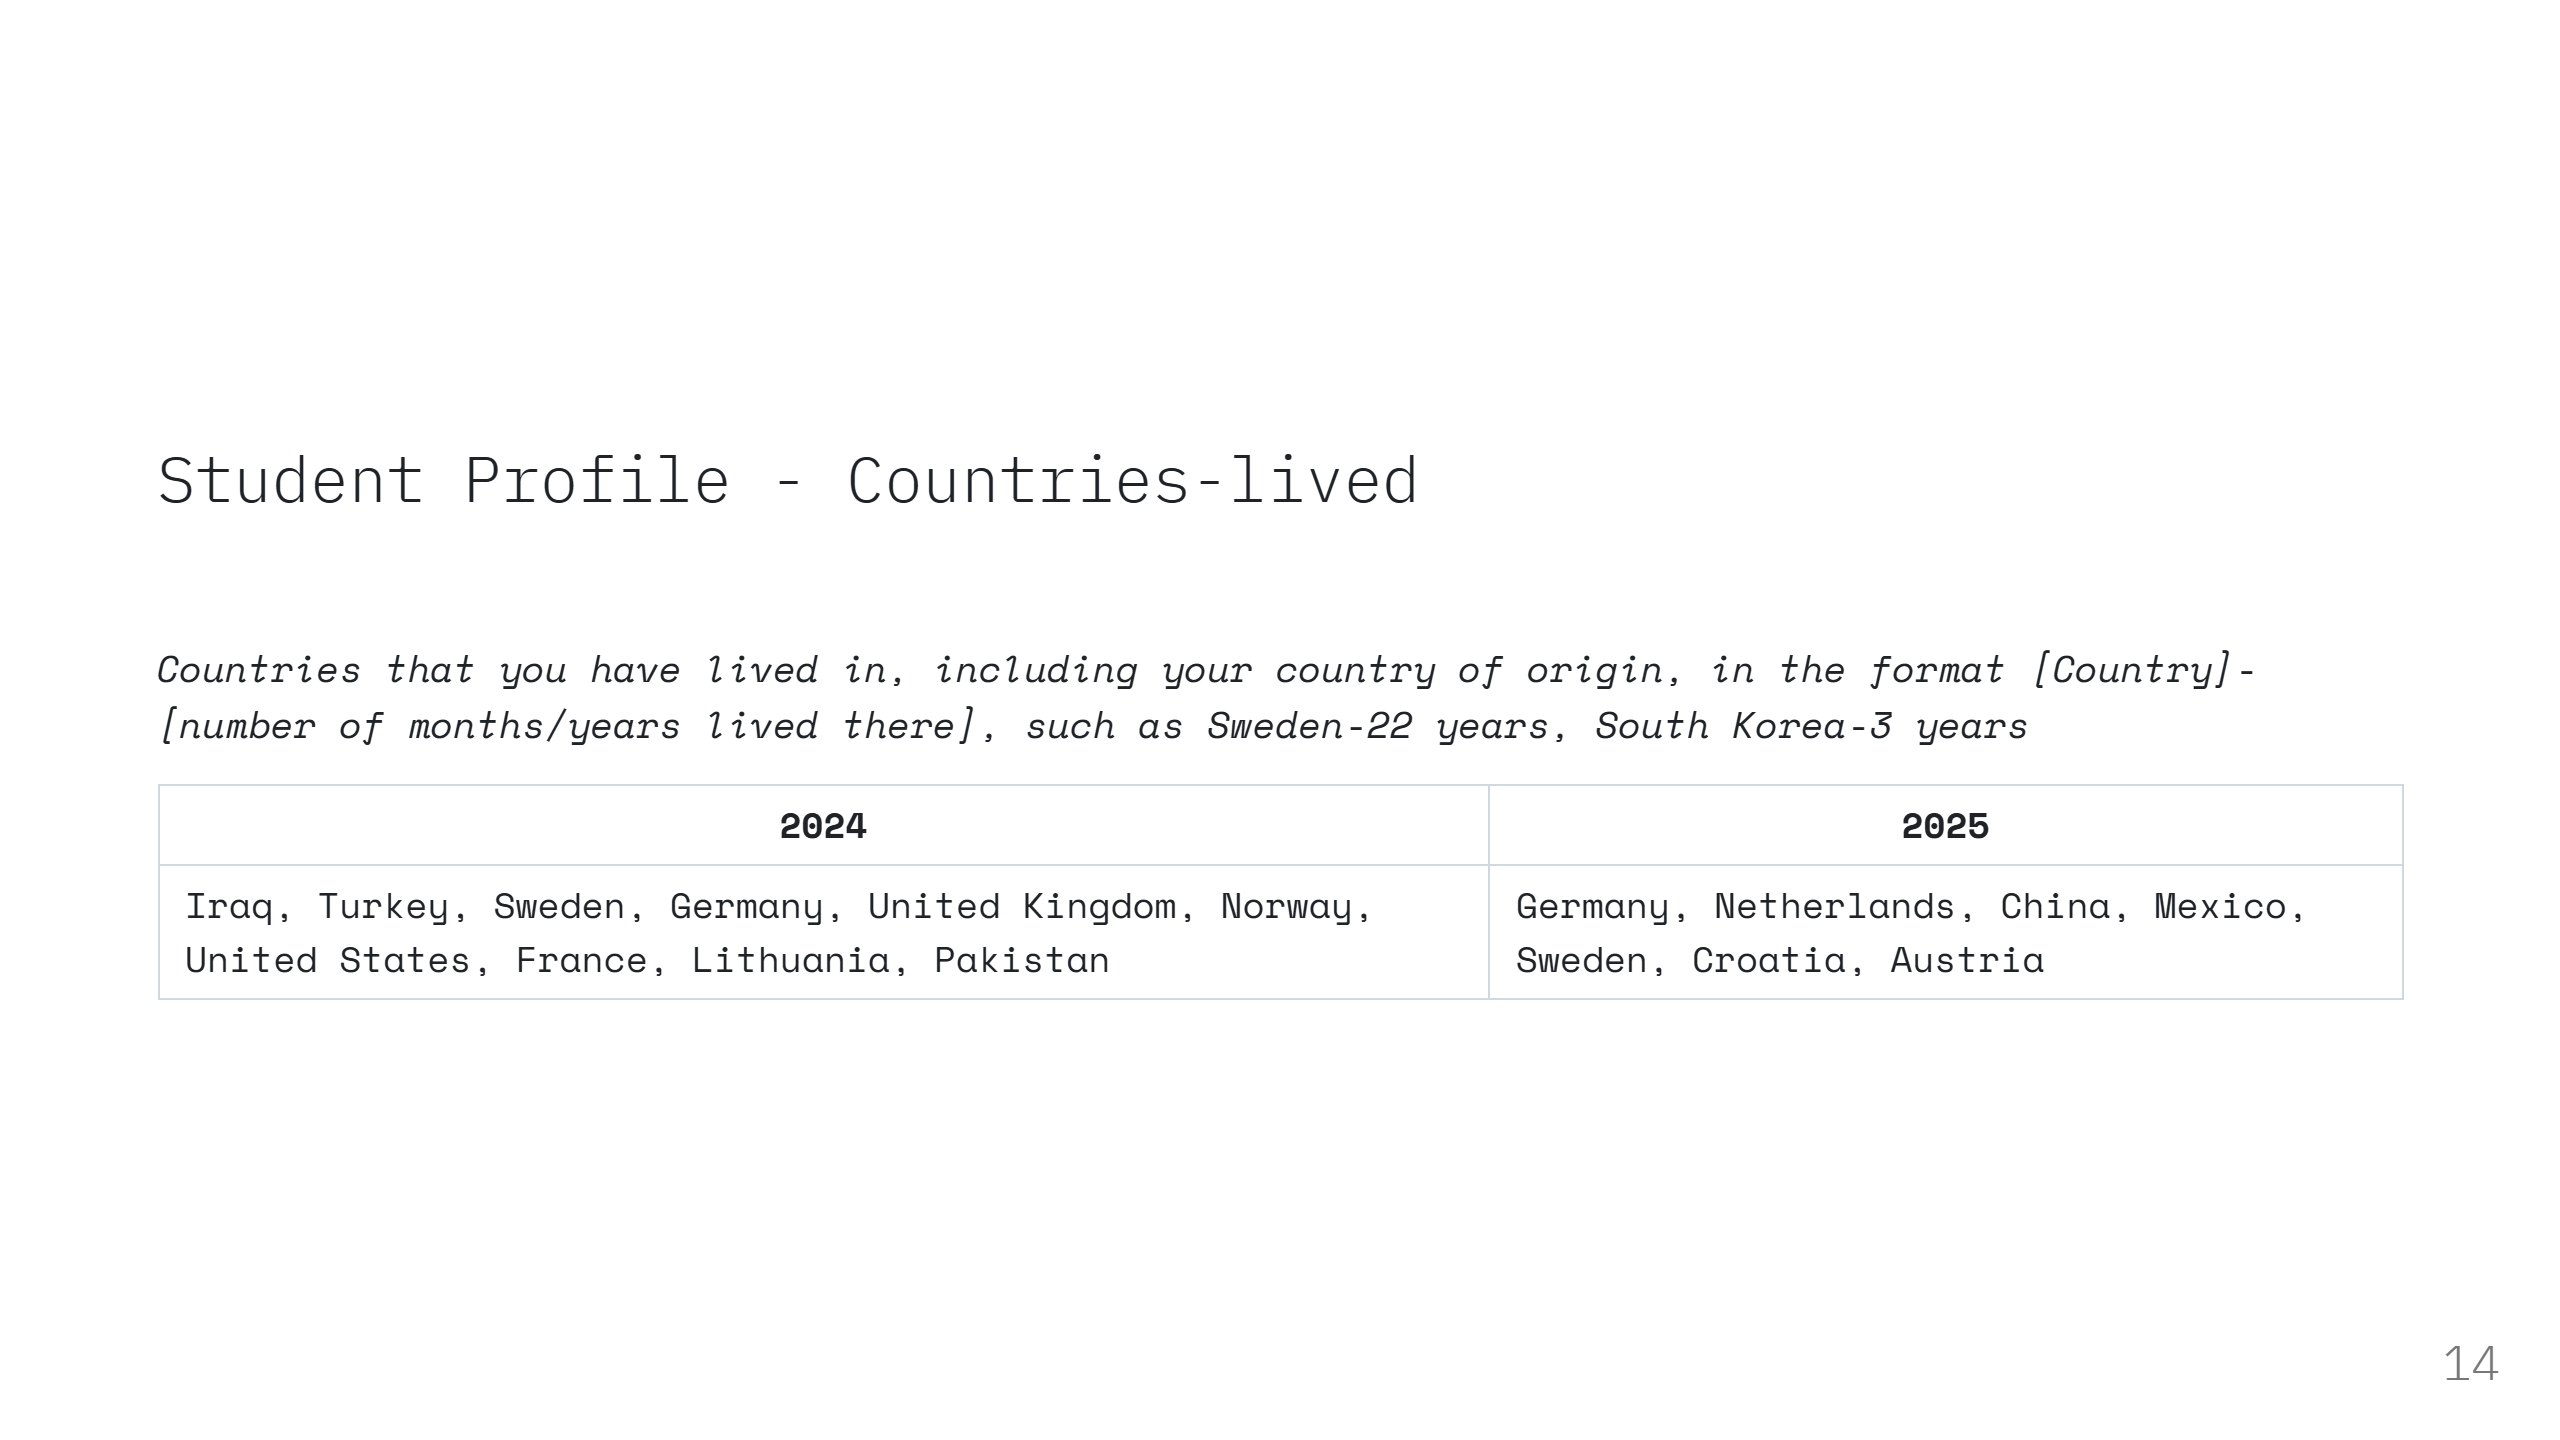 Student Profile - Countries-lived
Countries that you have lived in, including your country of origin, in the format [Country]-
[number of months/years lived there], such as Sweden-22 years, South Korea-3 years
2024
2025
Iraq, Turkey, Sweden, Germany, United Kingdom, Norway,
United States, France, Lithuania, Pakistan
Germany, Netherlands, China, Mexico,
Sweden, Croatia, Austria
14